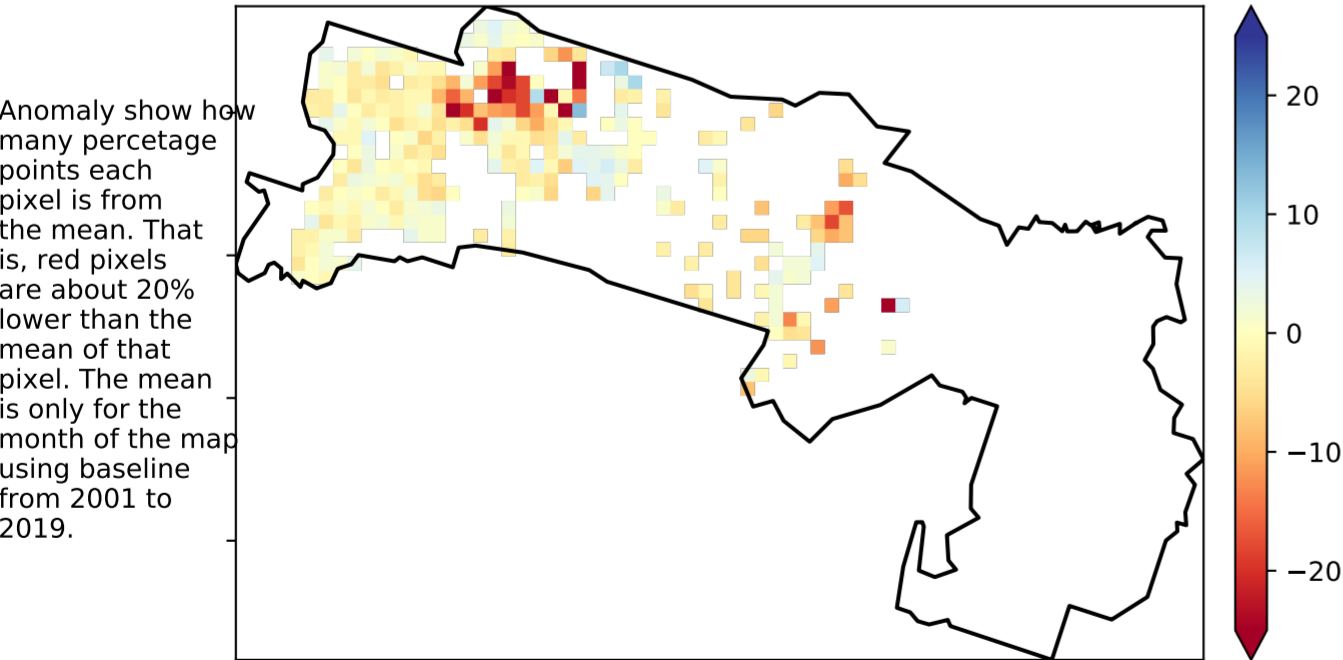 Anomaly show how
many percetage
points each
pixel is from
the mean. That
is, red pixels
are about 20%
lower than the
mean of that
pixel. The mean
is only for the
month of the map
using baseline
from 2001 to
2019.
20
10
0
−10
−20